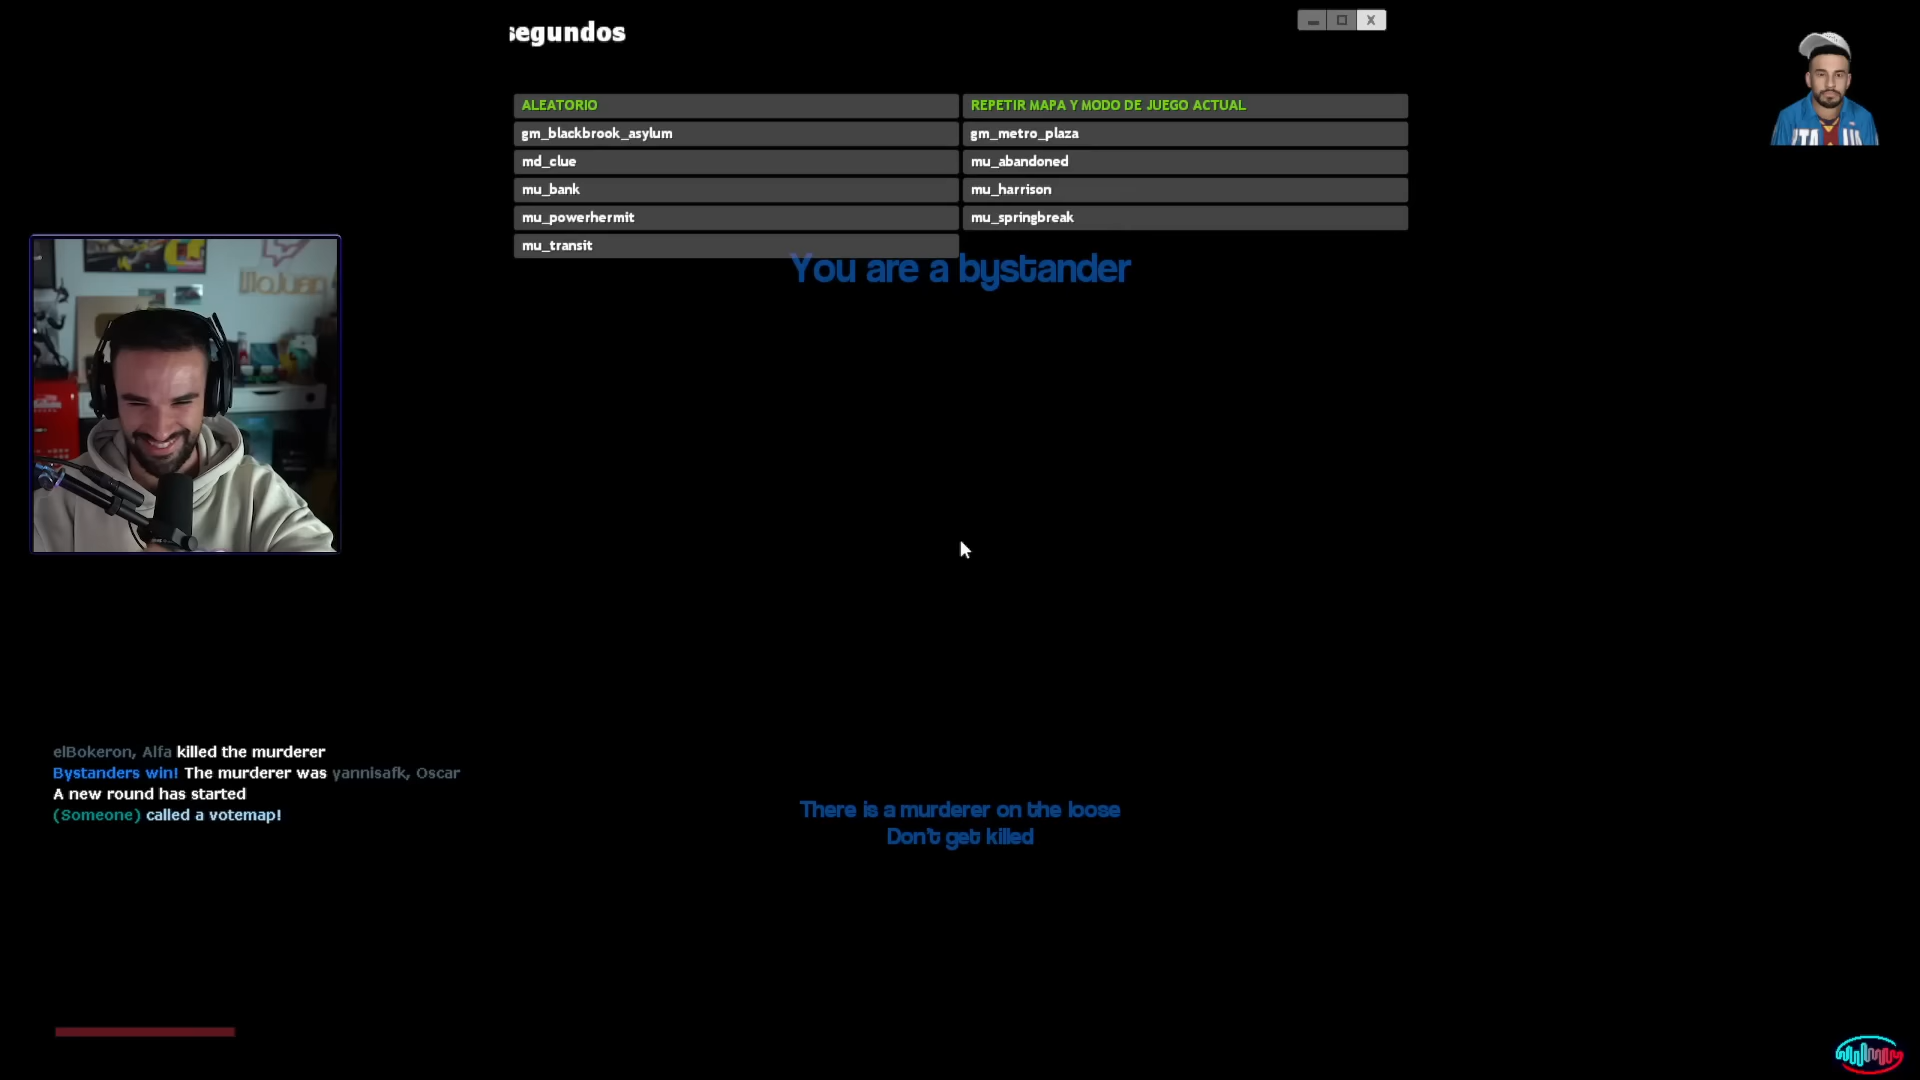 segundos
X
ALEATORIO
REPETIR MAPA Y MODO DE JUEGO ACTUAL
gm_blackbrook_asylum
gm_metro_plaza
md_clue
mu_abandoned
mu_bank
mu_harrison
mu_powerhermit
mu_springbreak
mu_transit
You are a bystander
elBokeron, Alfa killed the murderer
Bystanders win! The murderer was yannisafk, Oscar
A new round has started
(Someone) called a votemap!
There is a murderer on the loose
Don't get killed